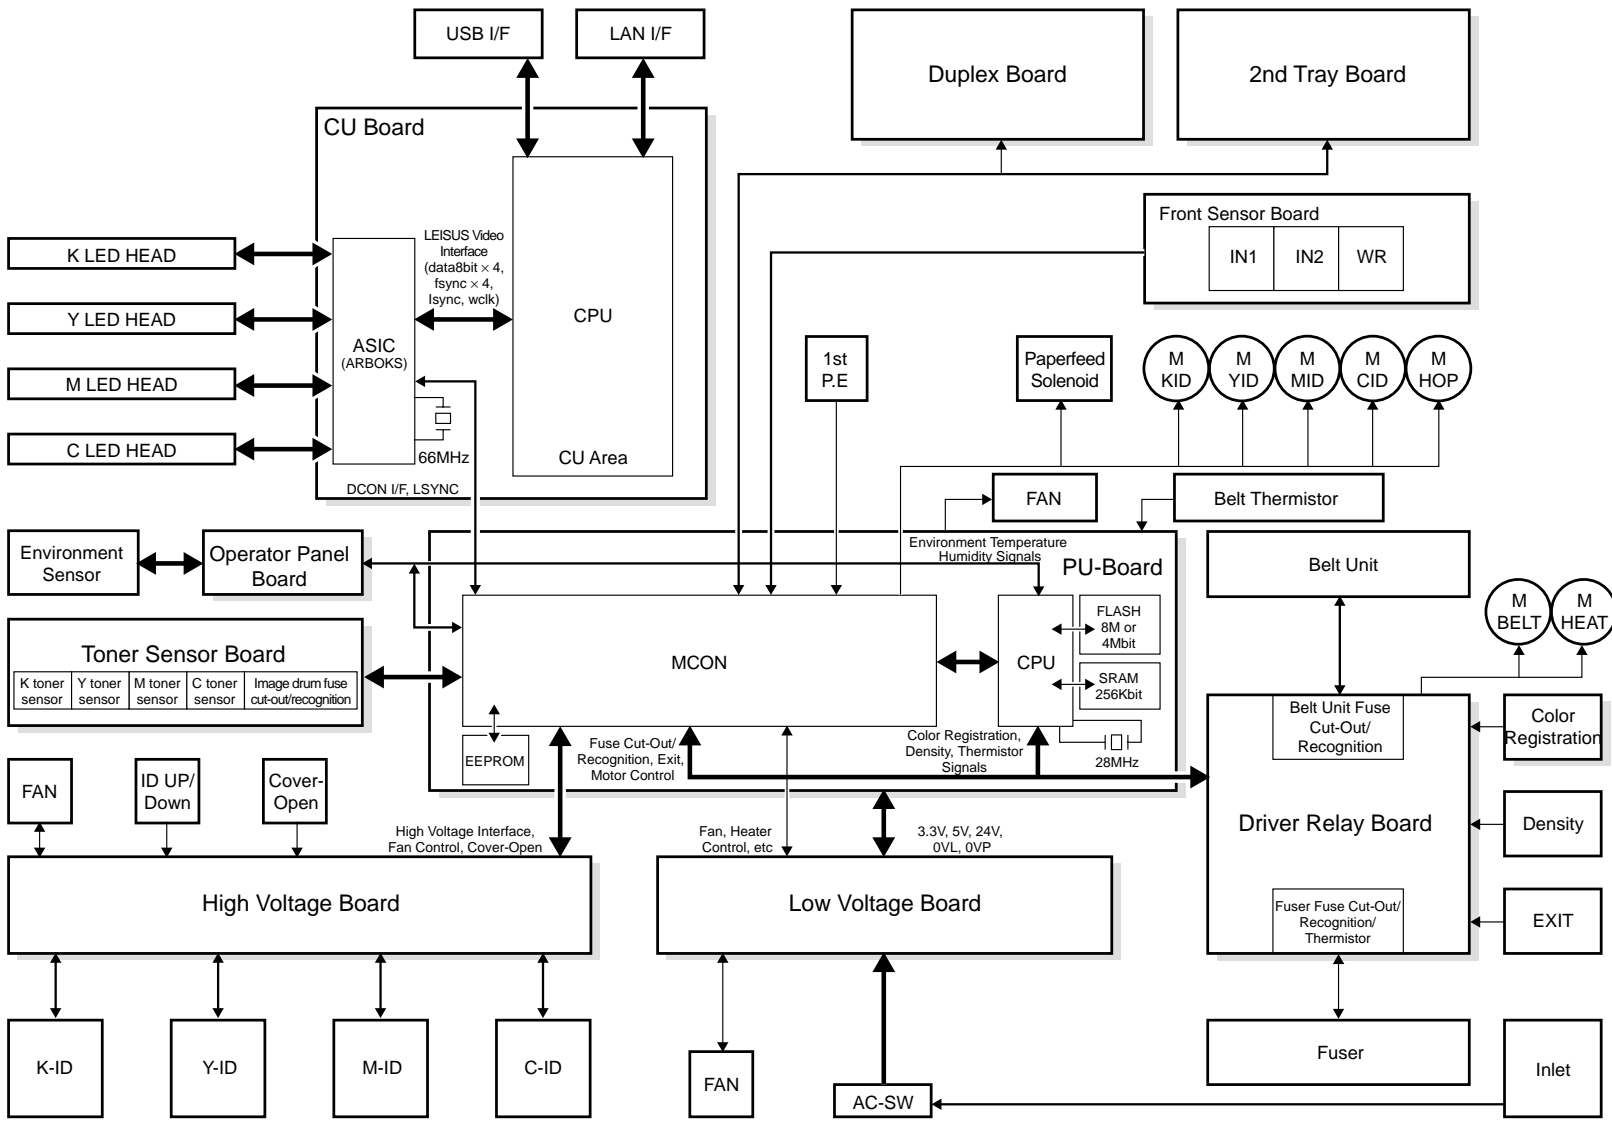 USB I/F
LAN I/F
Duplex Board
2nd Tray Board
CU Board
Front Sensor Board
IN1
IN2
WR
K LED HEAD
Y LED HEAD
M LED HEAD
C LED HEAD
LEISUS Video
Interface
(data8bit × 4,
fsync × 4,
lsync, wclk)
ASIC
(ARBOKS)
CPU
CU Area
66MHz
DCON I/F, LSYNC
1st
P.E
Paperfeed
Solenoid
M
KID
M
YID
M
MID
M
CID
M
HOP
FAN
Belt Thermistor
Environment
Sensor
Operator Panel
Board
Environment Temperature
Humidity Signals
PU-Board
Belt Unit
M
BELT
M
HEAT
Toner Sensor Board
K toner
sensor
Y toner
sensor
M toner
sensor
C toner
sensor
Image drum fuse
cut-out/recognition
MCON
CPU
FLASH
8M or
4Mbit
SRAM
256Kbit
EEPROM
Fuse Cut-Out/
Recognition, Exit,
Motor Control
Color Registration,
Density, Thermistor
Signals
28MHz
Belt Unit Fuse
Cut-Out/
Recognition
Color
Registration
FAN
ID UP/
Down
Cover-
Open
High Voltage Interface,
Fan Control, Cover-Open
Fan, Heater
Control, etc
3.3V, 5V, 24V,
0VL, 0VP
Driver Relay Board
Density
High Voltage Board
Low Voltage Board
Fuser Fuse Cut-Out/
Recognition/
Thermistor
EXIT
K-ID
Y-ID
M-ID
C-ID
FAN
AC-SW
Fuser
Inlet